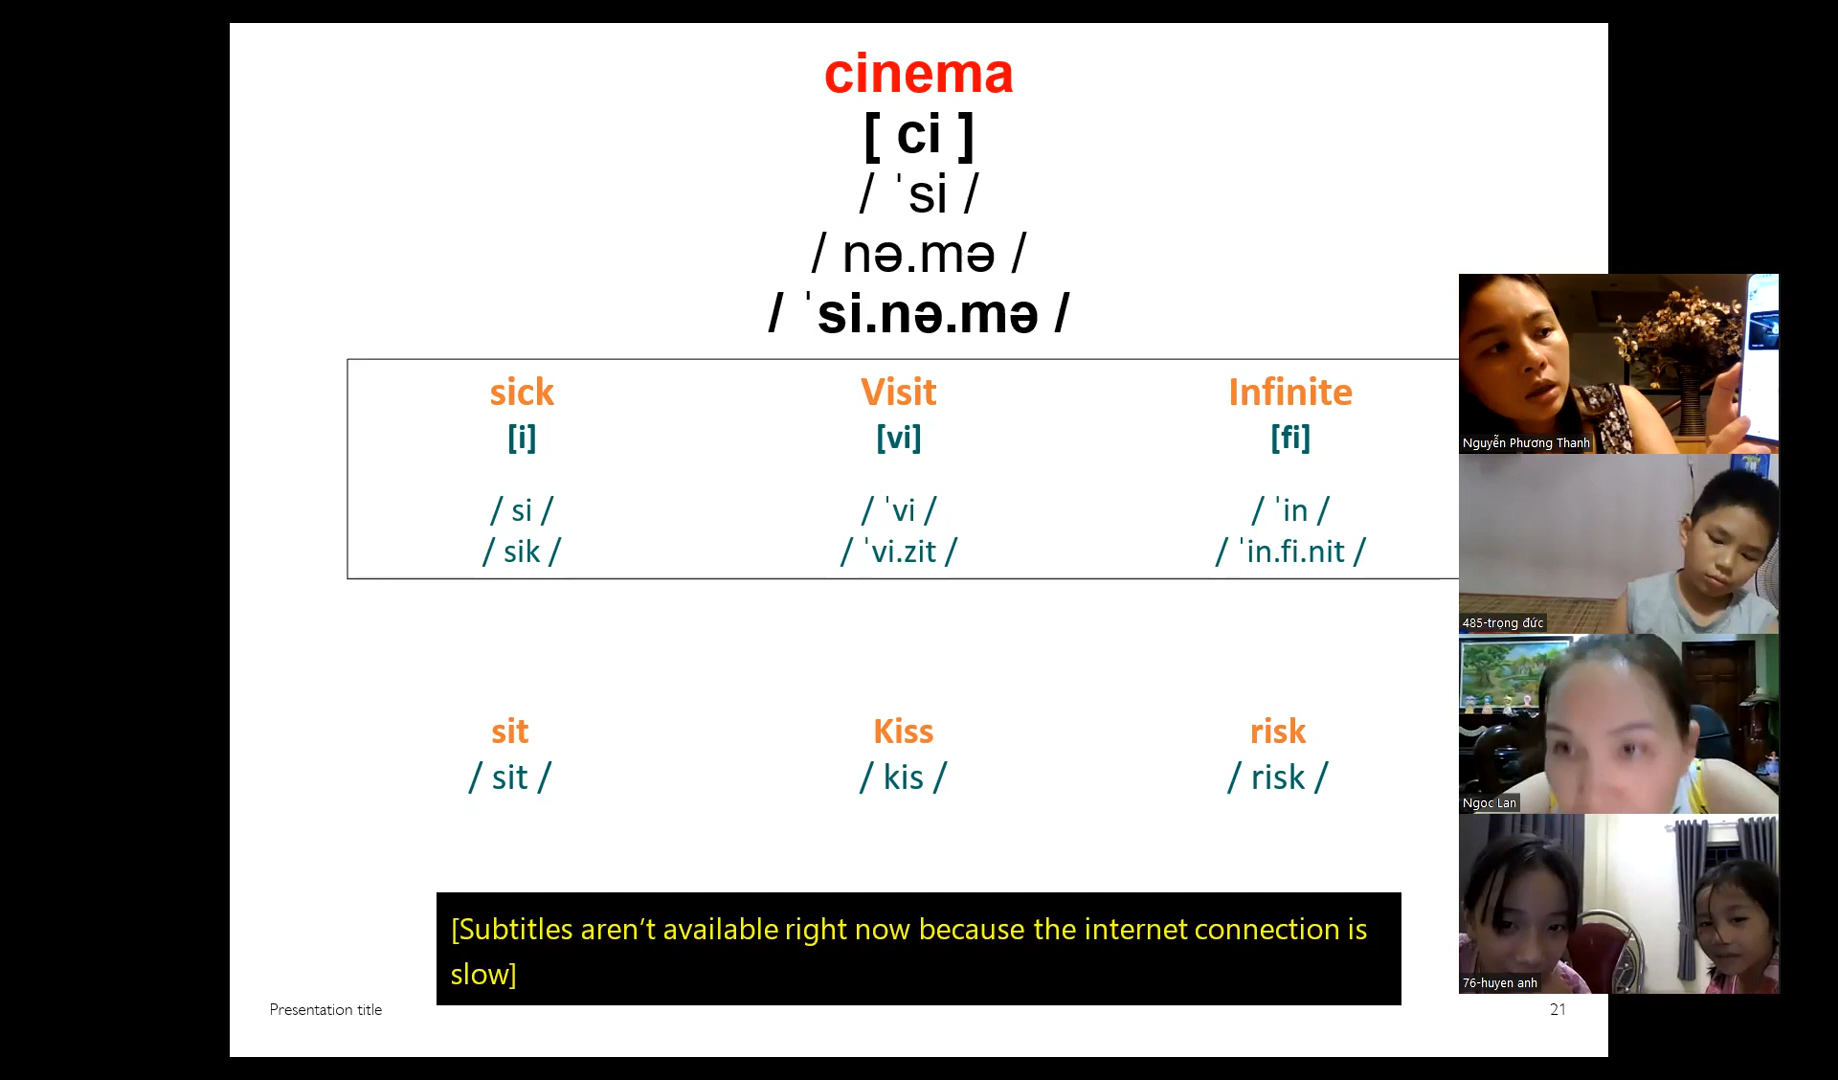 cinema
[ ci ]
/ ˈsi /
/ nə.mə /
/ ˈsi.nə.mə /
sick Visit Infinite
[i] [vi] [fi]
/ si / / ˈvi / / ˈin /
/ sik / / ˈvi.zit / / ˈin.fi.nit /
sit Kiss risk
/ sit / / kis / / risk /
[Subtitles aren’t available right now because the internet connection is
slow]
Presentation title
21
Nguyễn Phương Thanh
485-trọng đức
Ngoc Lan
76-huyen anh